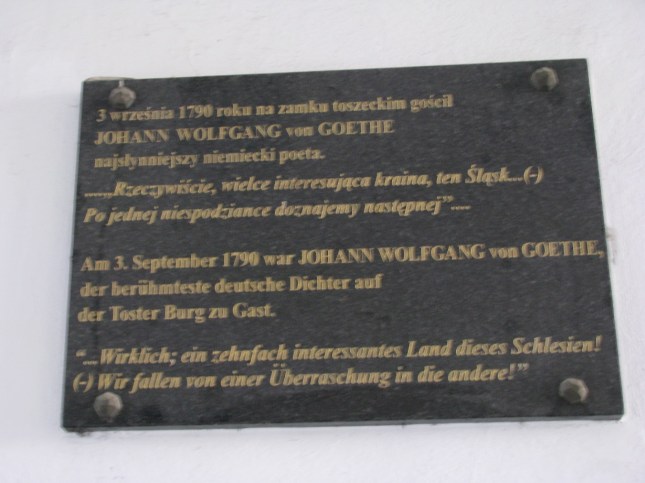 3 września 1790 roku na zamku toszeckim gościł
JOHANN WOLFGANG von GOETHE
najsłynniejszy niemiecki poeta.
....,,Rzeczywiście, wielce interesująca kraina, ten Śląsk...(-)
Po jednej niespodziance doznajemy następnej”....
Am 3. September 1790 war JOHANN WOLFGANG von GOETHE,
der berühmteste deutsche Dichter auf
der Toster Burg zu Gast.
“...Wirklich; ein zehnfach interessantes Land dieses Schlesien!
(-) Wir fallen von einer Überraschung in die andere!”